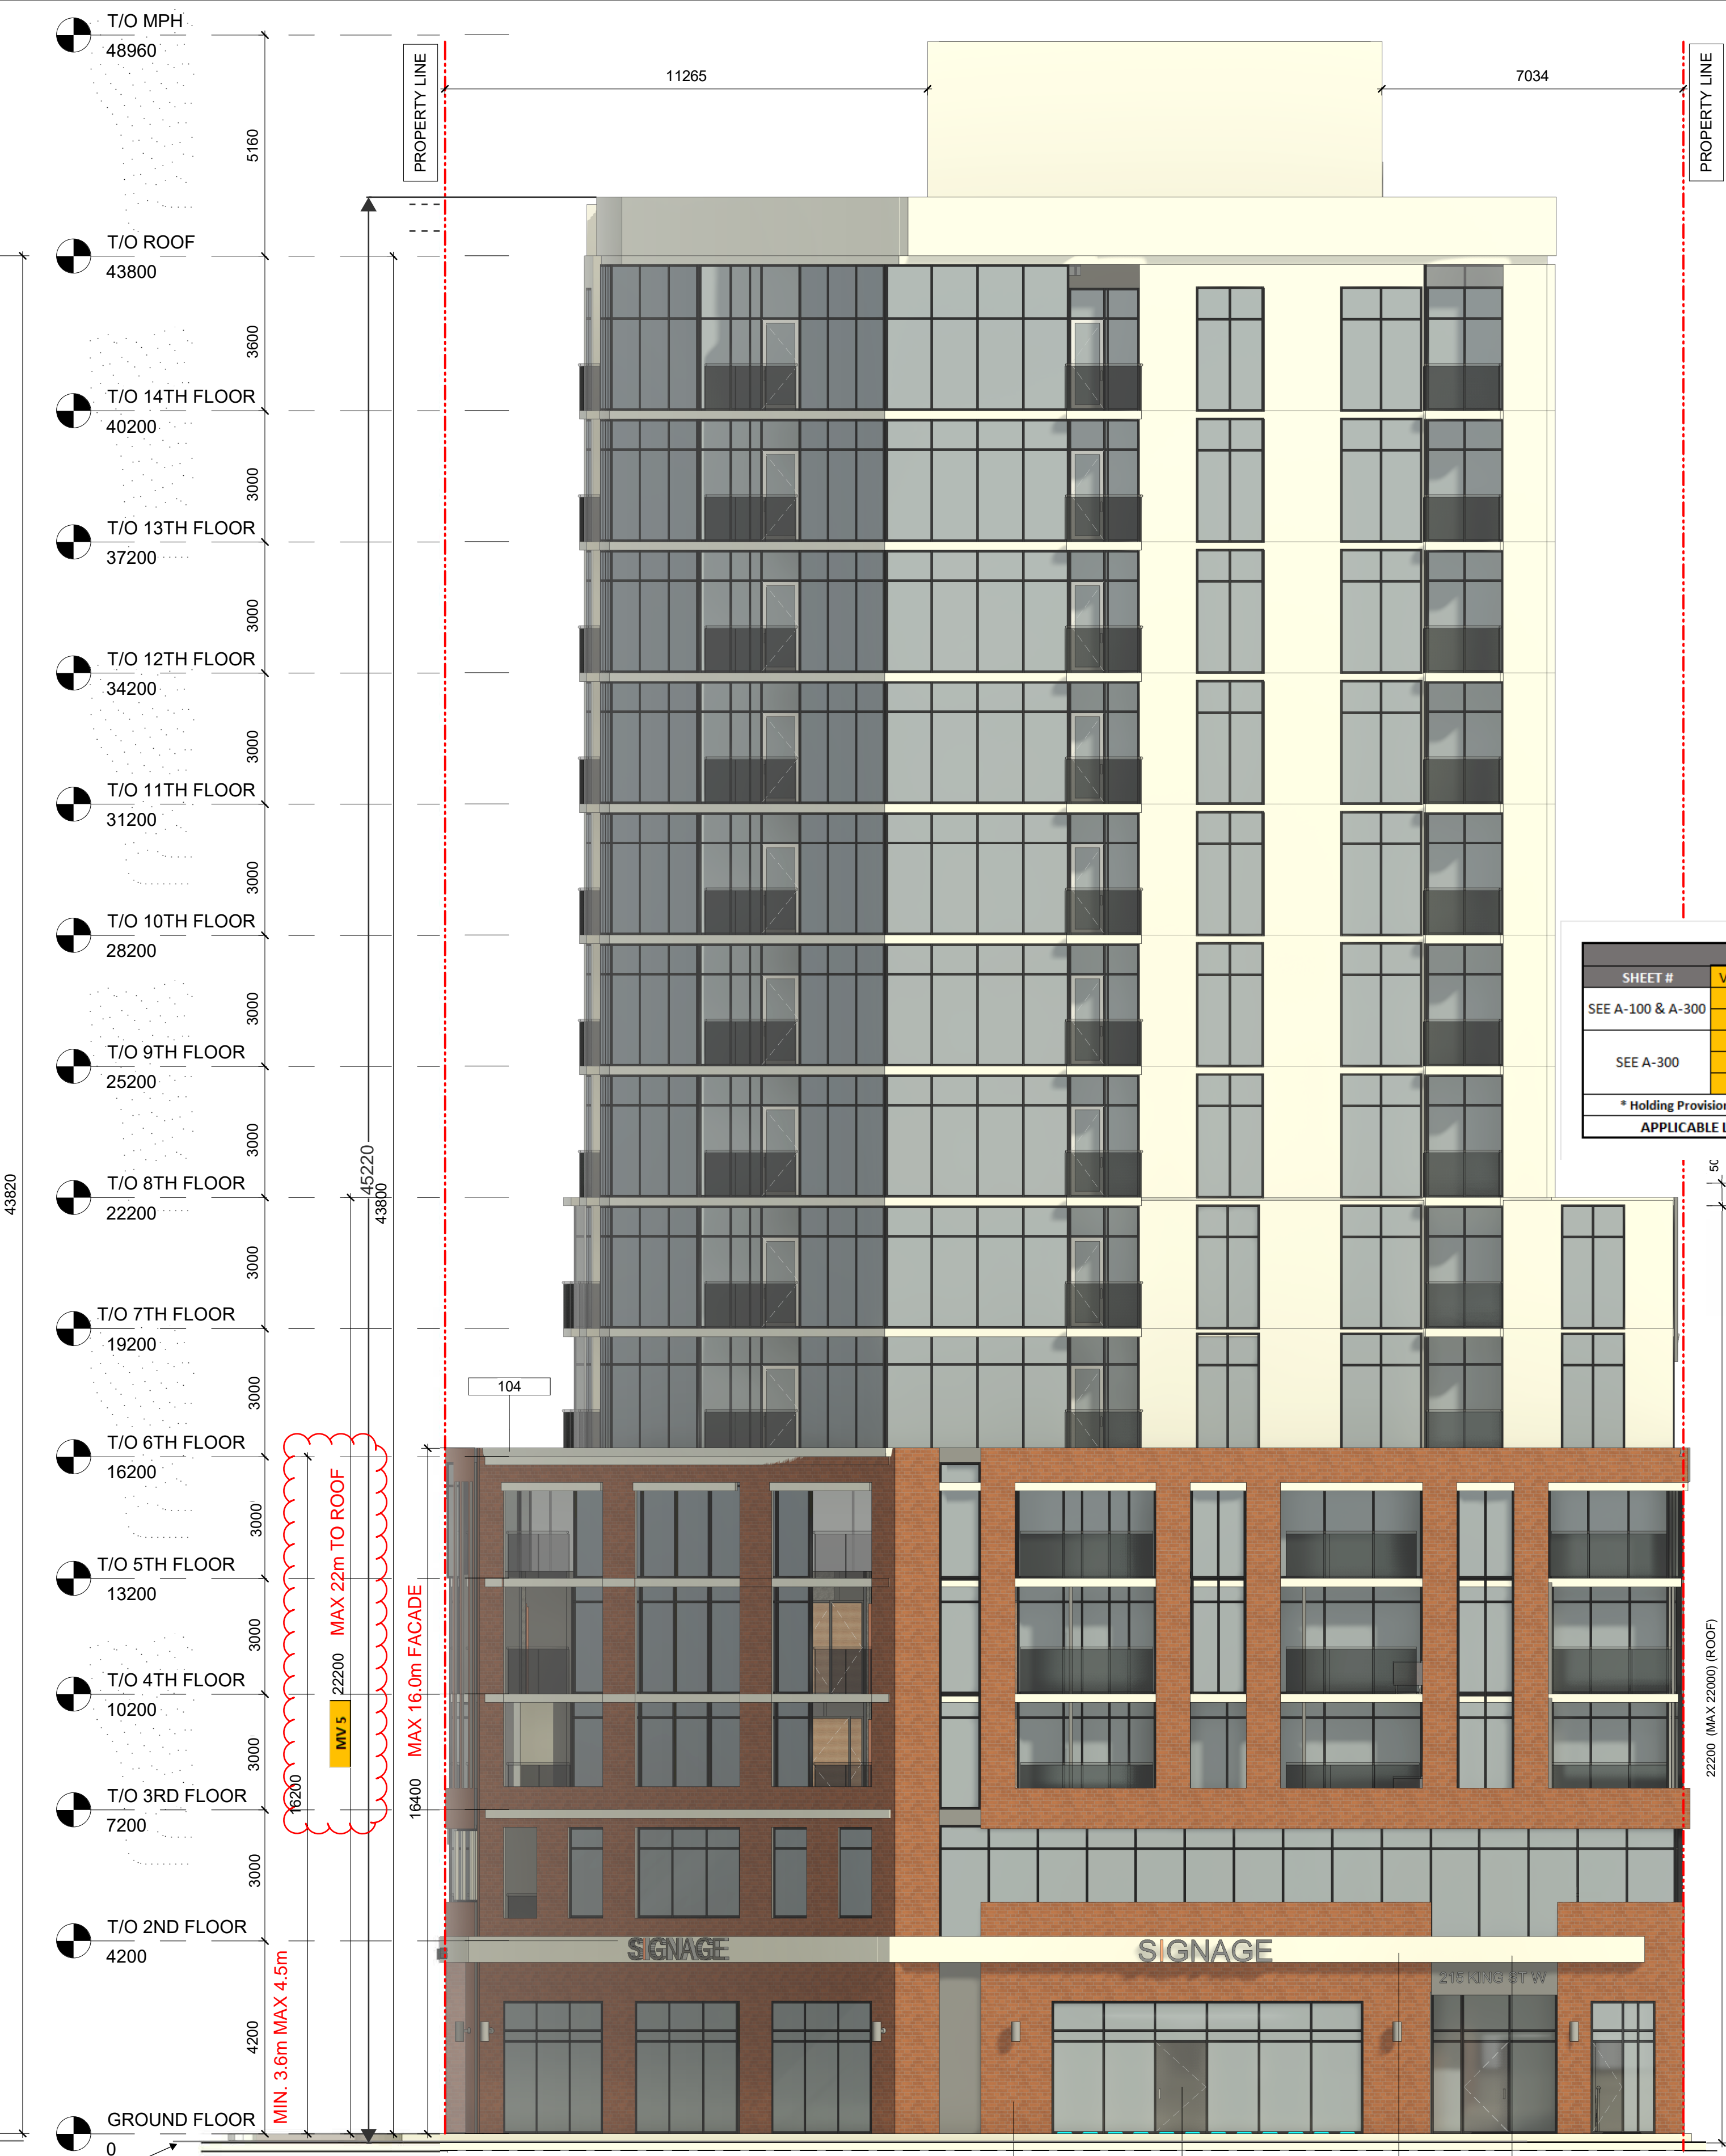 T/O MPH
48960
PROPERTY LINE
11265
7034
PROPERTY LINE
5160
T/O ROOF
43800
3600
T/O 14TH FLOOR
40200
3000
T/O 13TH FLOOR
37200
3000
T/O 12TH FLOOR
34200
3000
T/O 11TH FLOOR
31200
3000
T/O 10TH FLOOR
28200
SHEET #
SEE A-100 & A-300
3000
T/O 9TH FLOOR
25200
SEE A-300
* Holding Provision
APPLICABLE L
3000
43820
45220
43800
T/O 8TH FLOOR
22200
3000
T/O 7TH FLOOR
19200
3000
104
T/O 6TH FLOOR
16200
3000
MAX 22m TO ROOF
22200
MV 5
16200
MAX 16.0m FACADE
16400
T/O 5TH FLOOR
13200
3000
22200 (MAX 22000) (ROOF)
T/O 4TH FLOOR
10200
3000
T/O 3RD FLOOR
7200
3000
T/O 2ND FLOOR
4200
SIGNAGE
SIGNAGE
215 KING ST W
4200
MIN. 3.6m MAX 4.5m
GROUND FLOOR
0